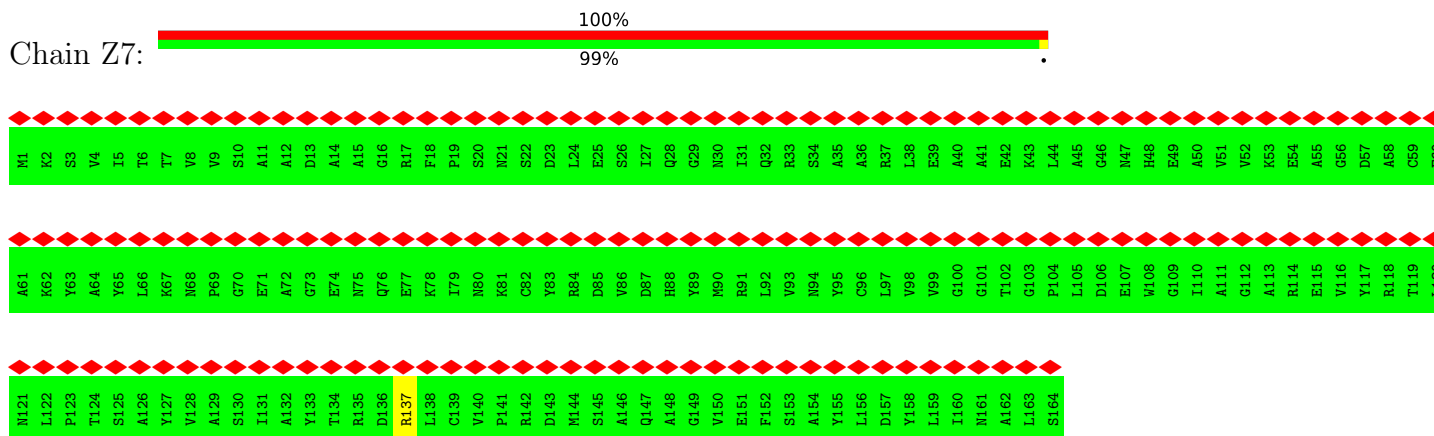 100%
Chain Z7:
99% .
M1 K2 S3 V4 I5 T6 T7 V8 V9 S10 A11 A12 D13 A14 A15 G16 R17 F18 P19 S20 N21 S22 D23 L24 E25 S26 I27 Q28 G29 N30 I31 Q32 R33 S34 A35 A36 R37 L38 E39 A40 A41 E42 K43 L44 A45 G46 N47 H48 E49 A50 V51 V52 K53 E54 A55 G56 D57 A58 C59
A61 K62 Y63 A64 Y65 L66 K67 N68 P69 G70 E71 A72 G73 E74 N75 Q76 E77 K78 I79 N80 K81 C82 Y83 R84 D85 V86 D87 H88 Y89 M90 R91 L92 V93 N94 Y95 C96 L97 V98 V99 G100 G101 T102 G103 P104 L105 D106 E107 W108 G109 I110 A111 G112 A113 R114 E115 V116 Y117 R118 T119
N121 L122 P123 T124 S125 A126 Y127 V128 A129 S130 I131 A132 Y133 T134 R135 D136 R137 L138 C139 V140 P141 R142 D143 M144 S145 A146 Q147 A148 G149 V150 E151 F152 S153 A154 Y155 L156 D157 Y158 L159 I160 N161 A162 L163 S164